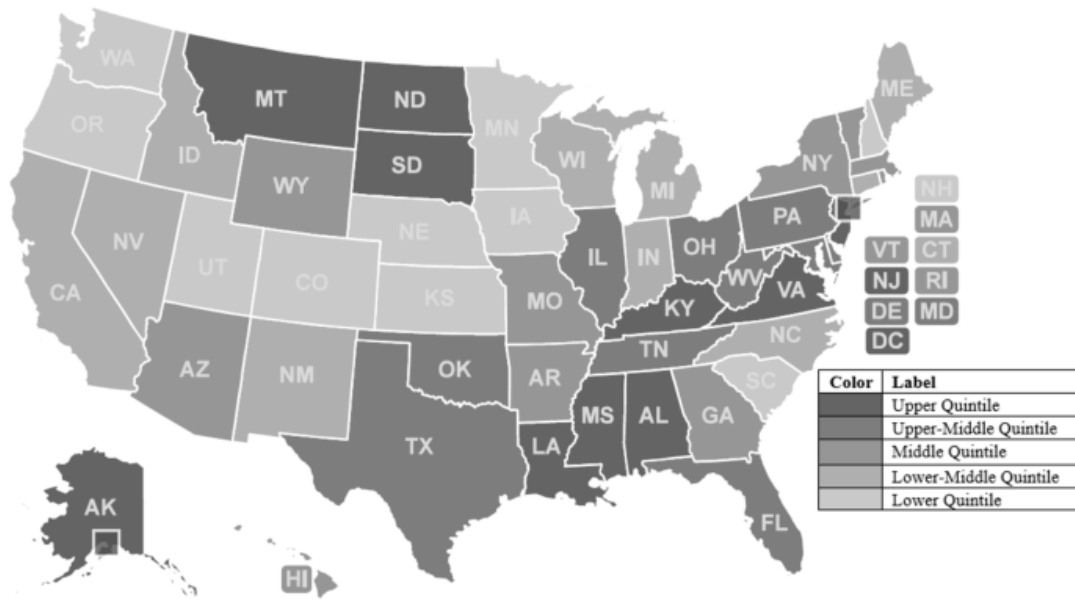 WA
MT
ND
MN
ME
OR
ID
SD
WI
MI
NY
WY
NH
MA
IA
NE
PA
VT
CT
NV
IL
IN
OH
NJ
RI
UT
CO
WV
VA
CA
KS
MO
KY
DE
MD
DC
TN
NC
AZ
NM
OK
AR
SC
MS
AL
GA
TX
LA
AK
FL
HI
Color Label
Upper Quintile
Upper-Middle Quintile
Middle Quintile
Lower-Middle Quintile
Lower Quintile